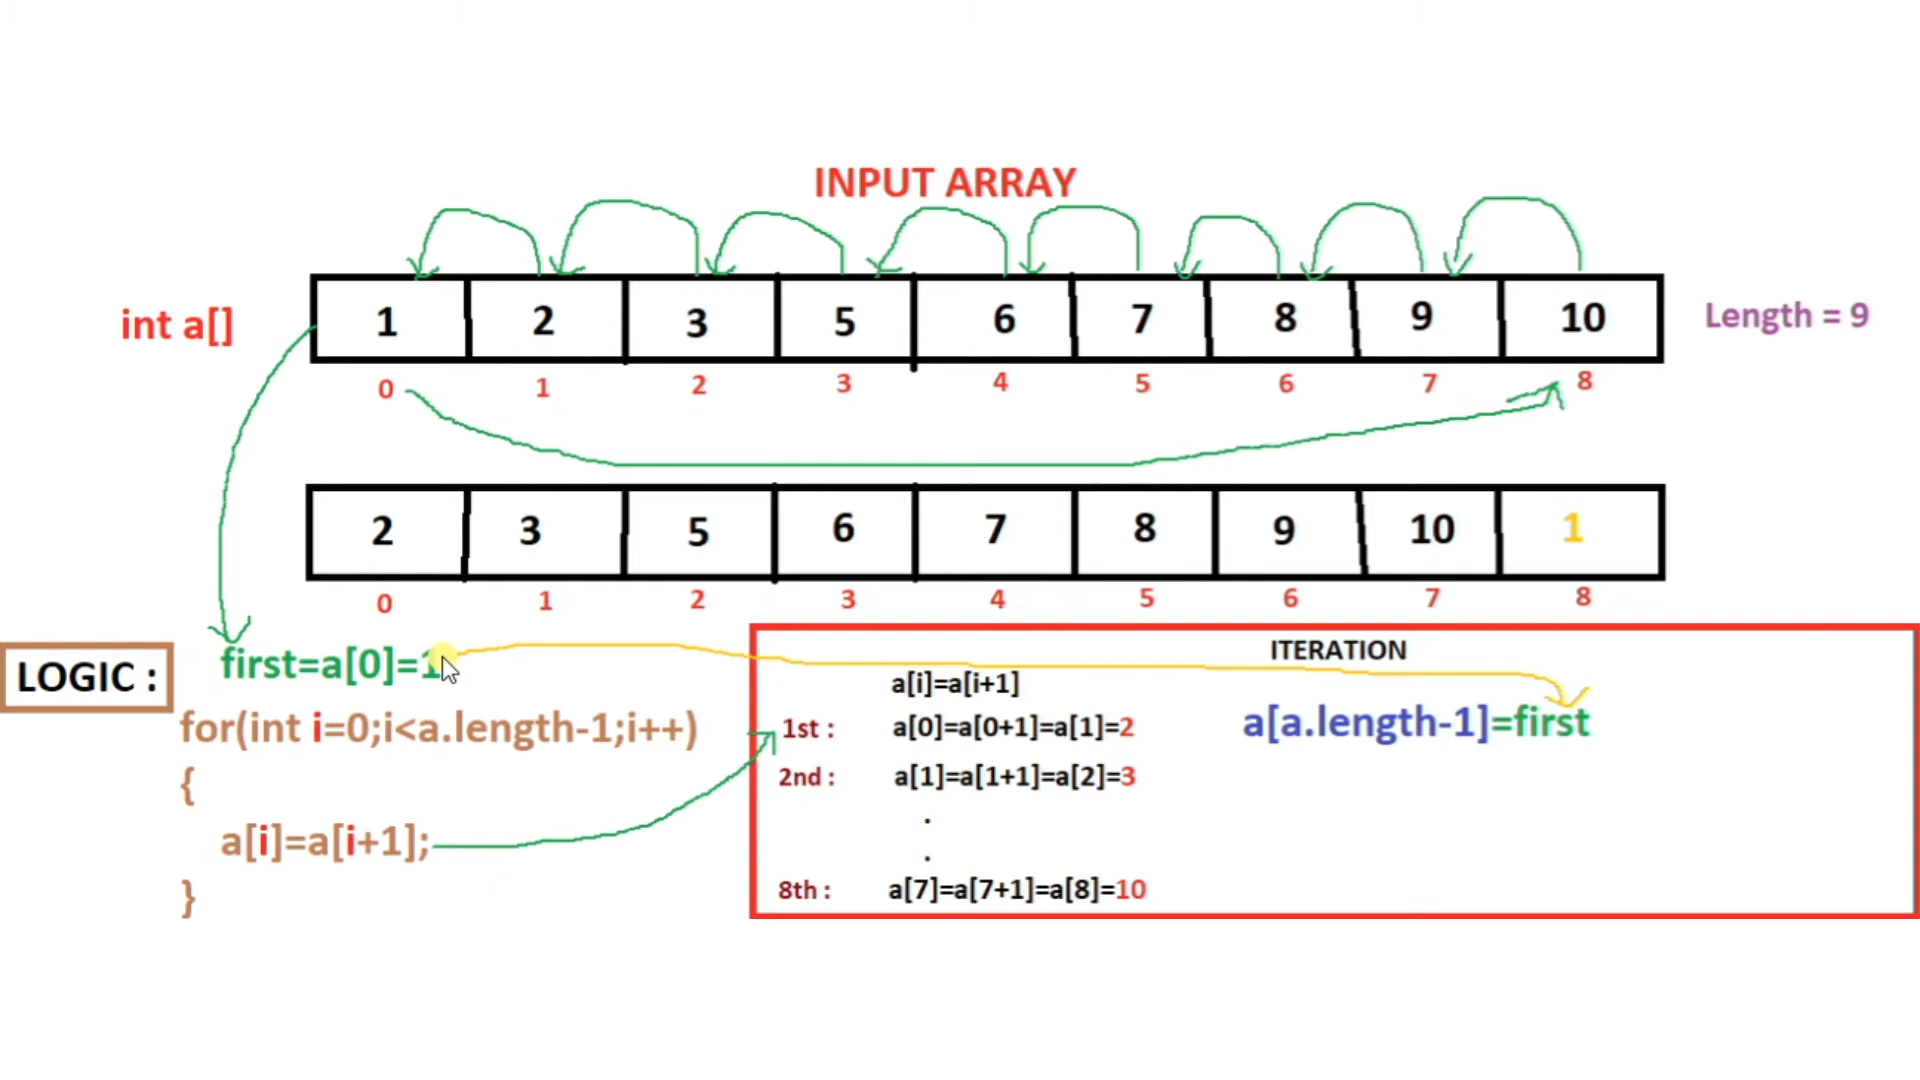 INPUT ARRAY
int a[] 1 2 3 5 6 7 8 9 10 Length = 9
0 1 2 3 4 5 6 7 8
2 3 5 6 7 8 9 10 1
0 1 2 3 4 5 6 7 8
LOGIC :
first=a[0]=1
for(int i=0;i<a.length-1;i++)
{
a[i]=a[i+1];
}
ITERATION
a[i]=a[i+1]
1st : a[0]=a[0+1]=a[1]=2
2nd : a[1]=a[1+1]=a[2]=3
.
.
8th : a[7]=a[7+1]=a[8]=10
a[a.length-1]=first